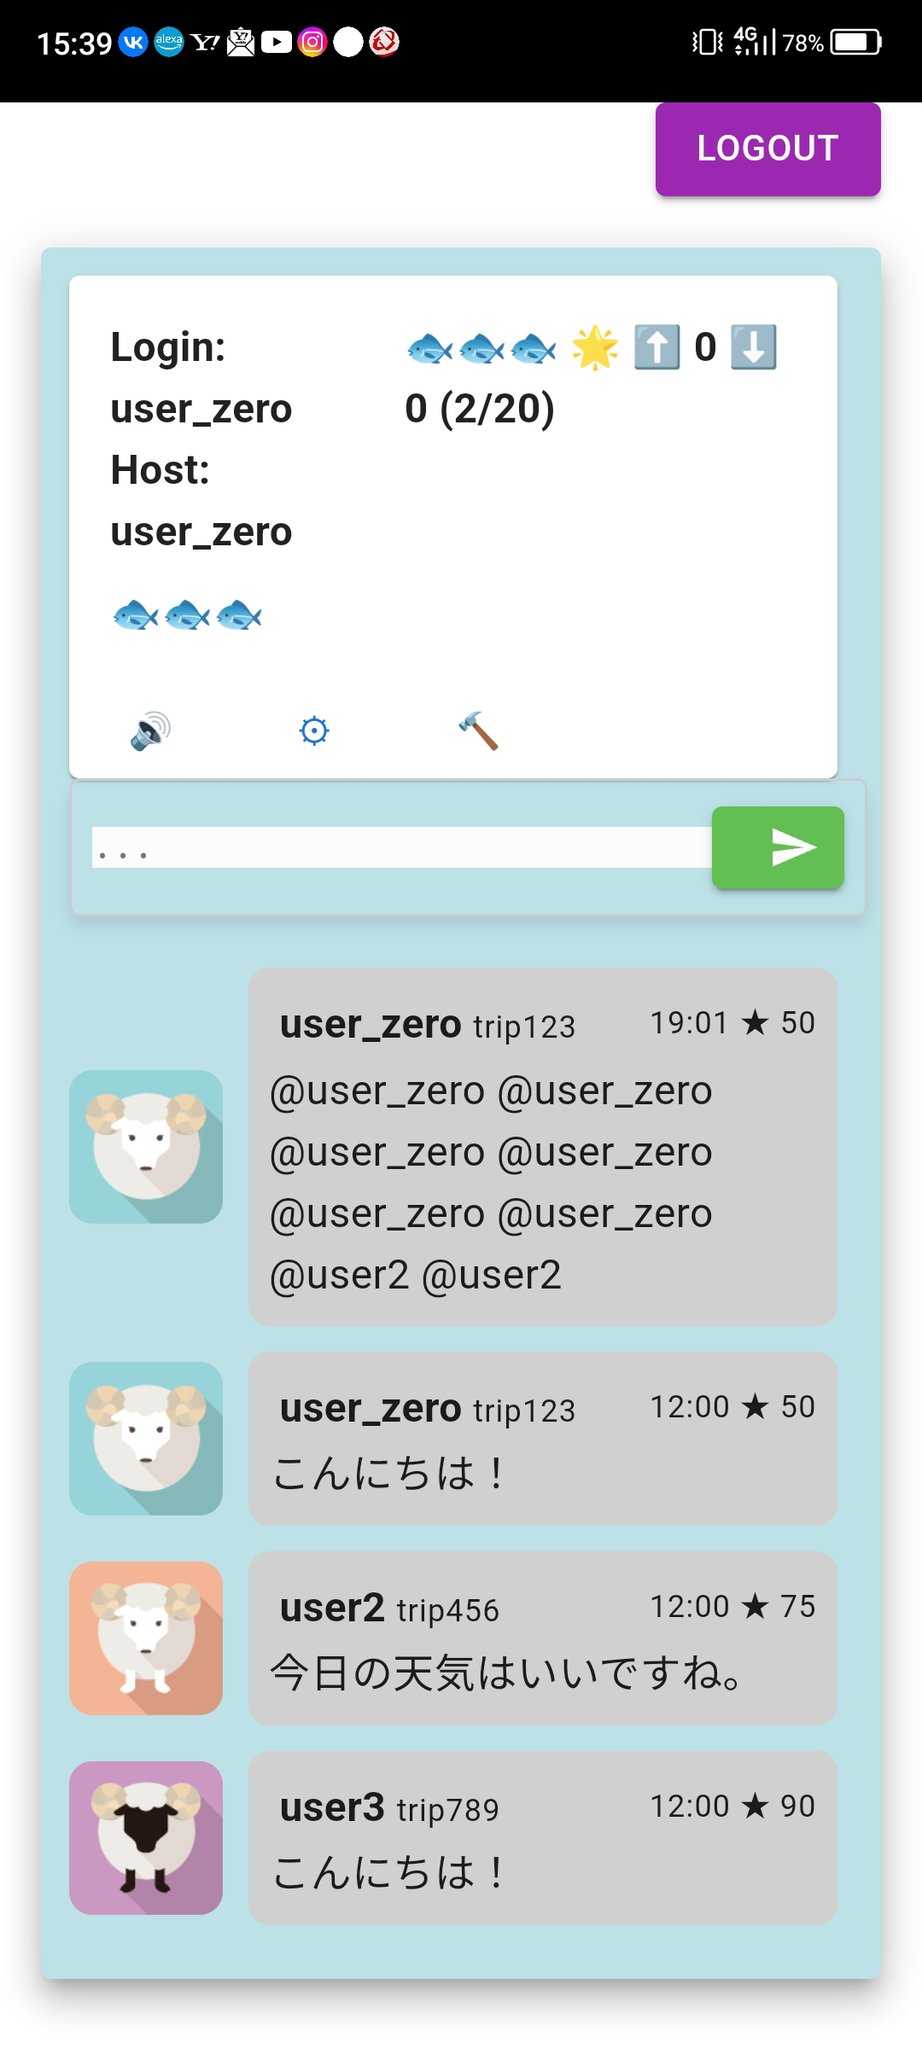 15:39 4G 78%
LOGOUT
Login: 🐟🐟🐟 🌟 ⬆️ 0 ⬇️
user_zero 0 (2/20)
Host:
user_zero
🐟🐟🐟
🔊 ⚙ 🔨
...
user_zero trip123 19:01 ★ 50
@user_zero @user_zero
@user_zero @user_zero
@user_zero @user_zero
@user2 @user2
user_zero trip123 12:00 ★ 50
こんにちは！
user2 trip456 12:00 ★ 75
今日の天気はいいですね。
user3 trip789 12:00 ★ 90
こんにちは！